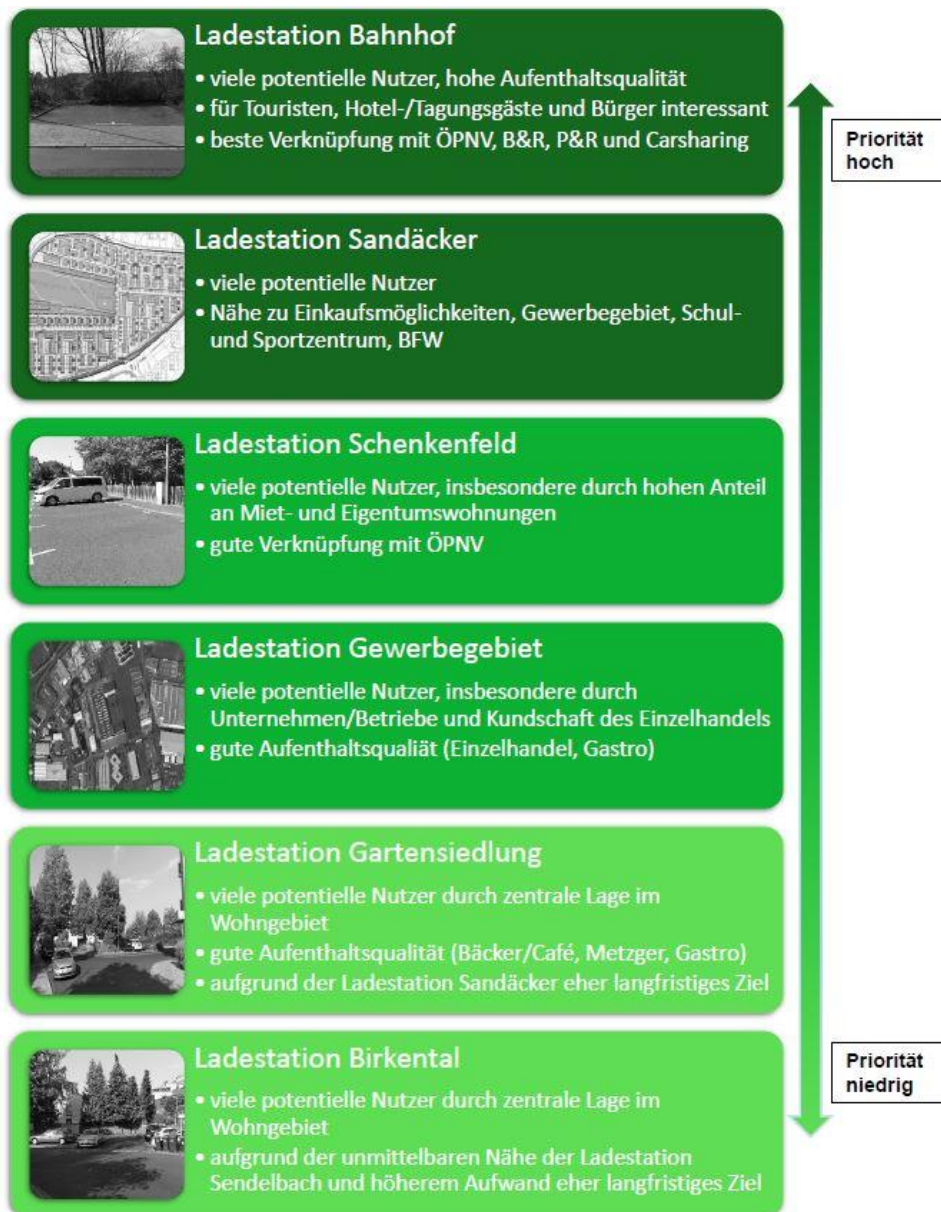 Ladestation Bahnhof
• viele potentielle Nutzer, hohe Aufenthaltsqualität
• für Touristen, Hotel-/Tagungsgäste und Bürger interessant
• beste Verknüpfung mit ÖPNV, B&R, P&R und Carsharing
Priorität
hoch
Ladestation Sandäcker
• viele potentielle Nutzer
• Nähe zu Einkaufsmöglichkeiten, Gewerbegebiet, Schul-
und Sportzentrum, BFW
Ladestation Schenkenfeld
• viele potentielle Nutzer, insbesondere durch hohen Anteil
an Miet- und Eigentumswohnungen
• gute Verknüpfung mit ÖPNV
Ladestation Gewerbegebiet
• viele potentielle Nutzer, insbesondere durch
Unternehmen/Betriebe und Kundschaft des Einzelhandels
• gute Aufenthaltsqualiät (Einzelhandel, Gastro)
Ladestation Gartensiedlung
• viele potentielle Nutzer durch zentrale Lage im
Wohngebiet
• gute Aufenthaltsqualität (Bäcker/Café, Metzger, Gastro)
• aufgrund der Ladestation Sandäcker eher langfristiges Ziel
Ladestation Birkental
• viele potentielle Nutzer durch zentrale Lage im
Wohngebiet
• aufgrund der unmittelbaren Nähe der Ladestation
Sendelbach und höherem Aufwand eher langfristiges Ziel
Priorität
niedrig